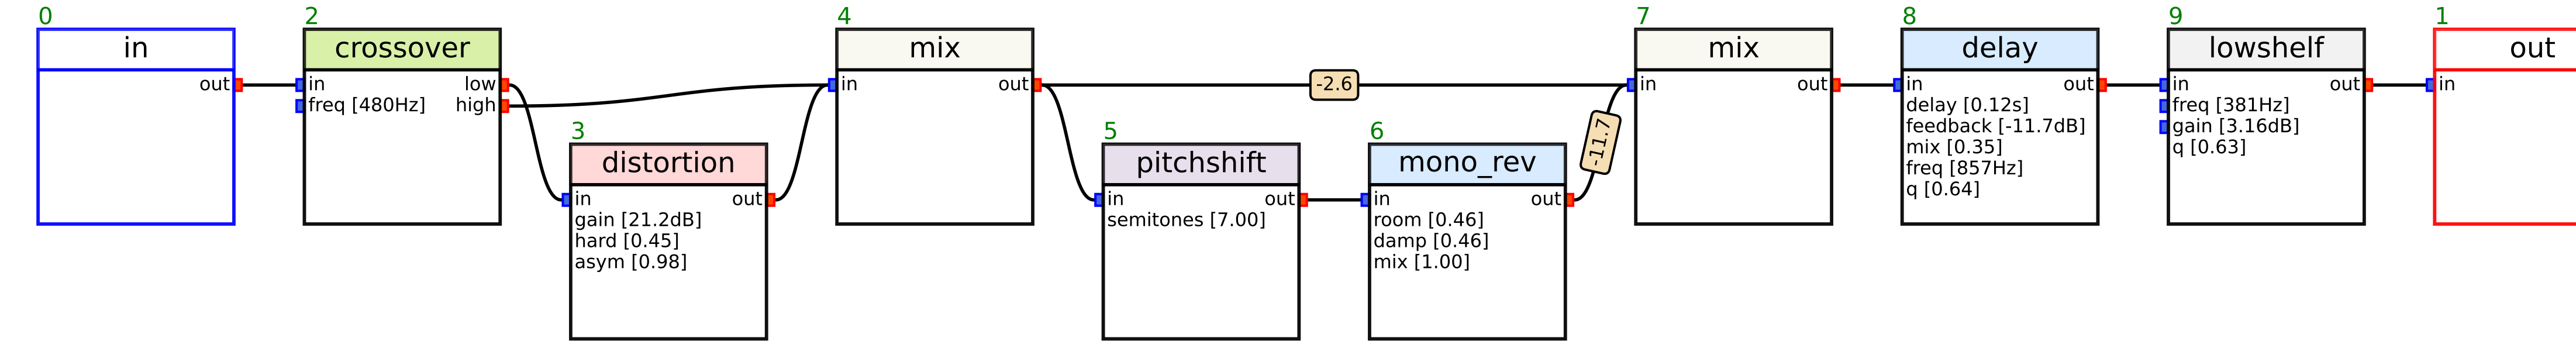 0
in
out
2
crossover
in
low
freq [480Hz]
high
3
distortion
in
out
gain [21.2dB]
hard [0.45]
asym [0.98]
4
mix
in
out
-2.6
5
pitchshift
in
out
semitones [7.00]
6
mono_rev
in
out
room [0.46]
damp [0.46]
mix [1.00]
-11.7
7
mix
in
out
8
delay
in
out
delay [0.12s]
feedback [-11.7dB]
mix [0.35]
freq [857Hz]
q [0.64]
9
lowshelf
in
out
freq [381Hz]
gain [3.16dB]
q [0.63]
1
out
in